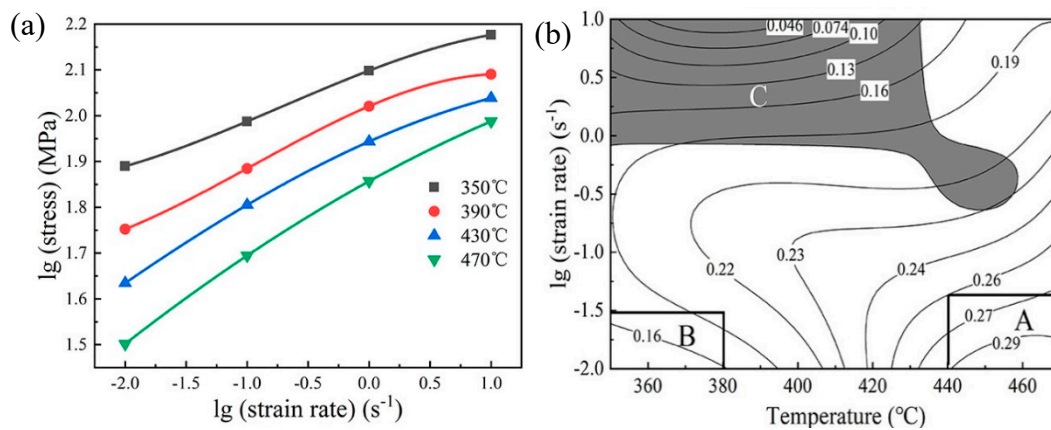 (a)
2.2
2.1
2.0
1.9
1.8
1.7
1.6
1.5
lg (stress) (MPa)
350℃
390℃
430℃
470℃
-2.0 -1.5 -1.0 -0.5 0.0 0.5 1.0
lg (strain rate) (s⁻¹)
(b)
1.0
0.5
0.0
-0.5
-1.0
-1.5
-2.0
lg (strain rate) (s⁻¹)
0.046
0.074
0.10
0.13
0.16
0.19
C
0.22
0.23
0.24
0.26
0.27
0.29
A
0.16
B
360 380 400 420 440 460
Temperature (℃)